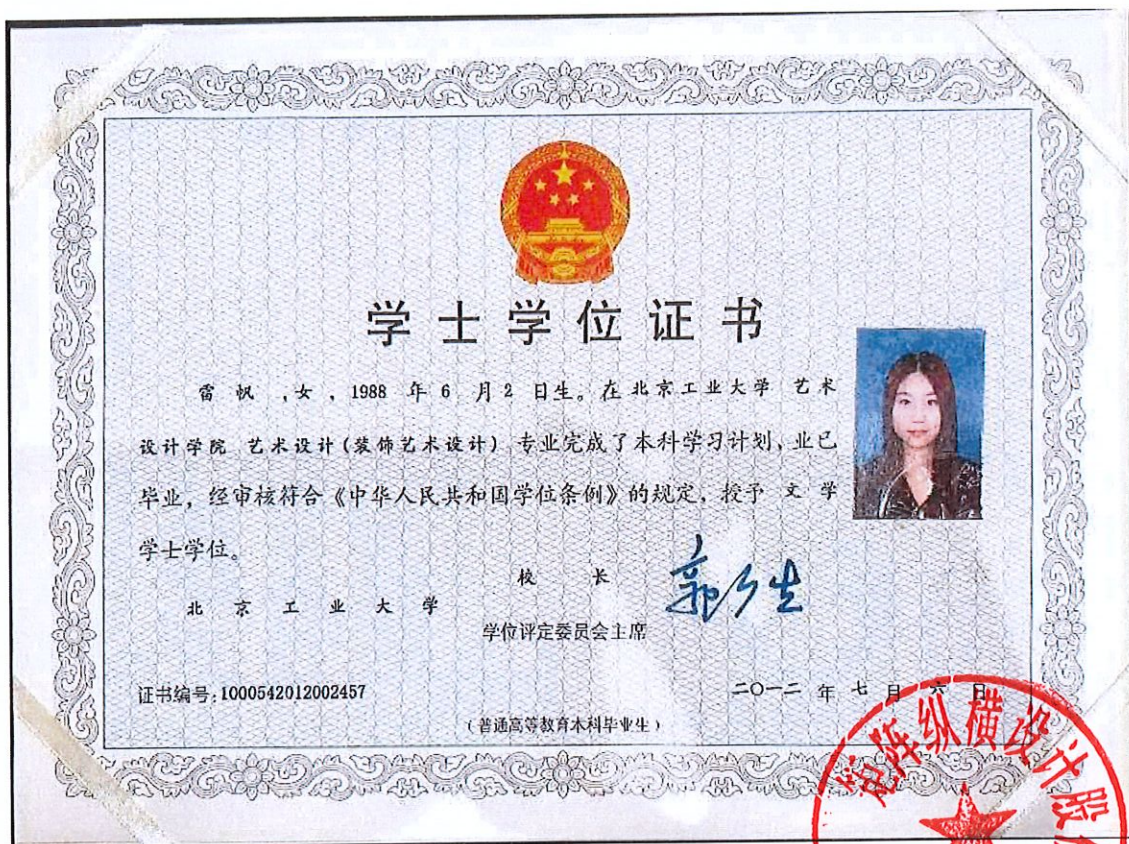 学士学位证书
雷帆,女,1988 年 6 月 2 日生。在北京工业大学 艺术
设计学院 艺术设计(装饰艺术设计) 专业完成了本科学习计划,业已
毕业,经审核符合《中华人民共和国学位条例》的规定,授予 文学
学士学位。
校长
北京工业大学
学位评定委员会主席
证书编号:1000542012002457
二〇一二 年 七 月 六 日
(普通高等教育本科毕业生)
矩阵纵横设计股